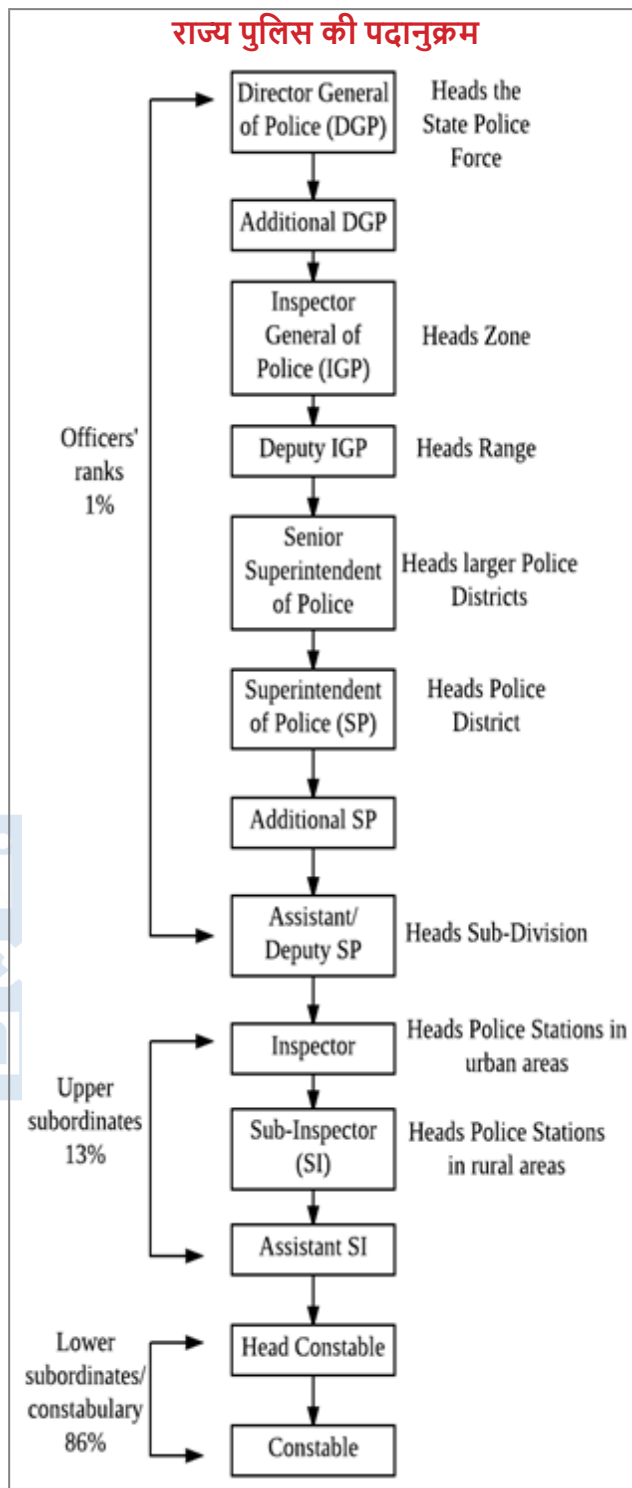 राज्य पुलिस की पदानुक्रम
Director General
of Police (DGP)
Heads the
State Police
Force
Additional DGP
Inspector
General of
Police (IGP)
Heads Zone
Officers'
ranks
1%
Deputy IGP
Heads Range
Senior
Superintendent
of Police
Heads larger Police
Districts
Superintendent
of Police (SP)
Heads Police
District
Additional SP
Assistant/
Deputy SP
Heads Sub-Division
Inspector
Heads Police Stations in
urban areas
Upper
subordinates
13%
Sub-Inspector
(SI)
Heads Police Stations
in rural areas
Assistant SI
Lower
subordinates/
constabulary
86%
Head Constable
Constable